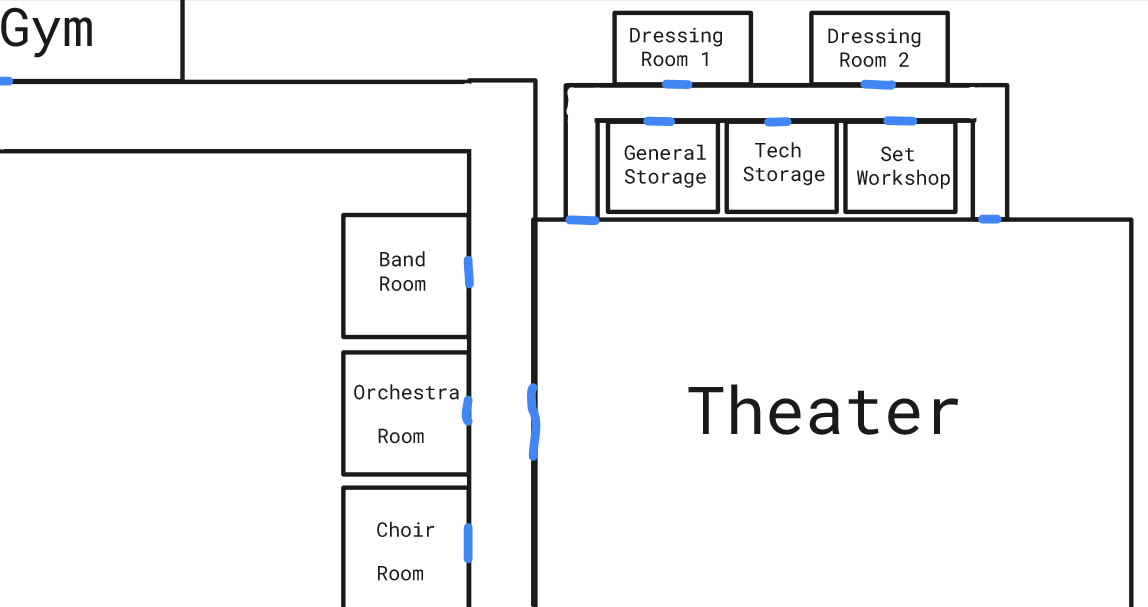 Gym
Dressing
Room 1
Dressing
Room 2
General
Storage
Tech
Storage
Set
Workshop
Band
Room
Orchestra
Room
Choir
Room
Theater